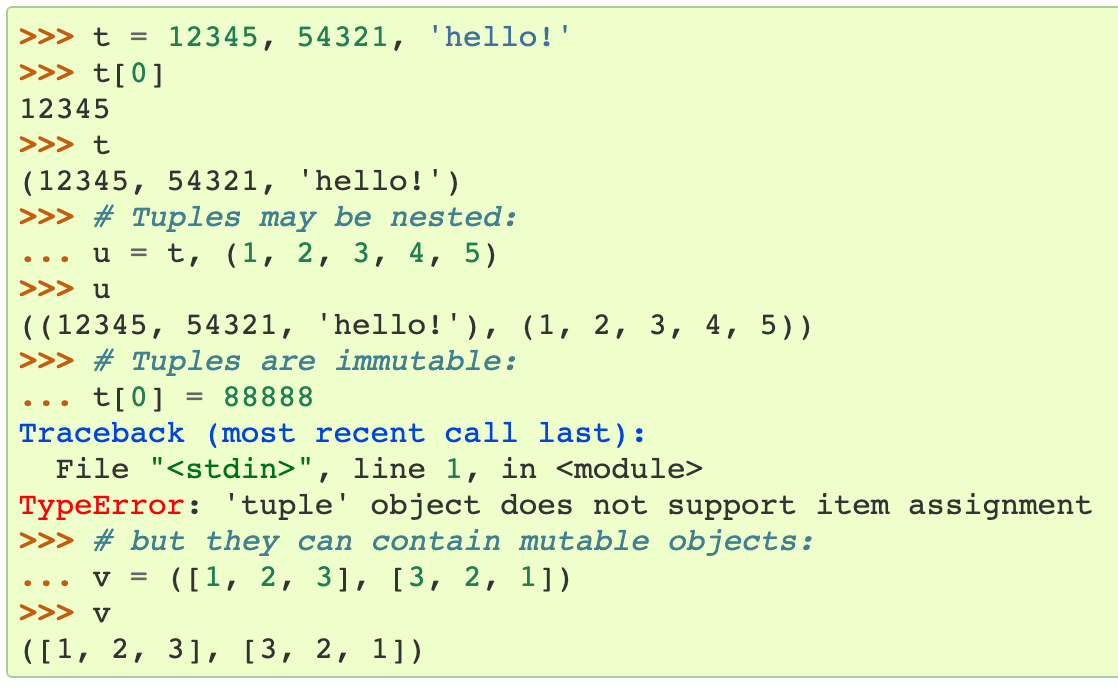 >>> t = 12345, 54321, 'hello!'
>>> t[0]
12345
>>> t
(12345, 54321, 'hello!')
>>> # Tuples may be nested:
... u = t, (1, 2, 3, 4, 5)
>>> u
((12345, 54321, 'hello!'), (1, 2, 3, 4, 5))
>>> # Tuples are immutable:
... t[0] = 88888
Traceback (most recent call last):
  File "<stdin>", line 1, in <module>
TypeError: 'tuple' object does not support item assignment
>>> # but they can contain mutable objects:
... v = ([1, 2, 3], [3, 2, 1])
>>> v
([1, 2, 3], [3, 2, 1])